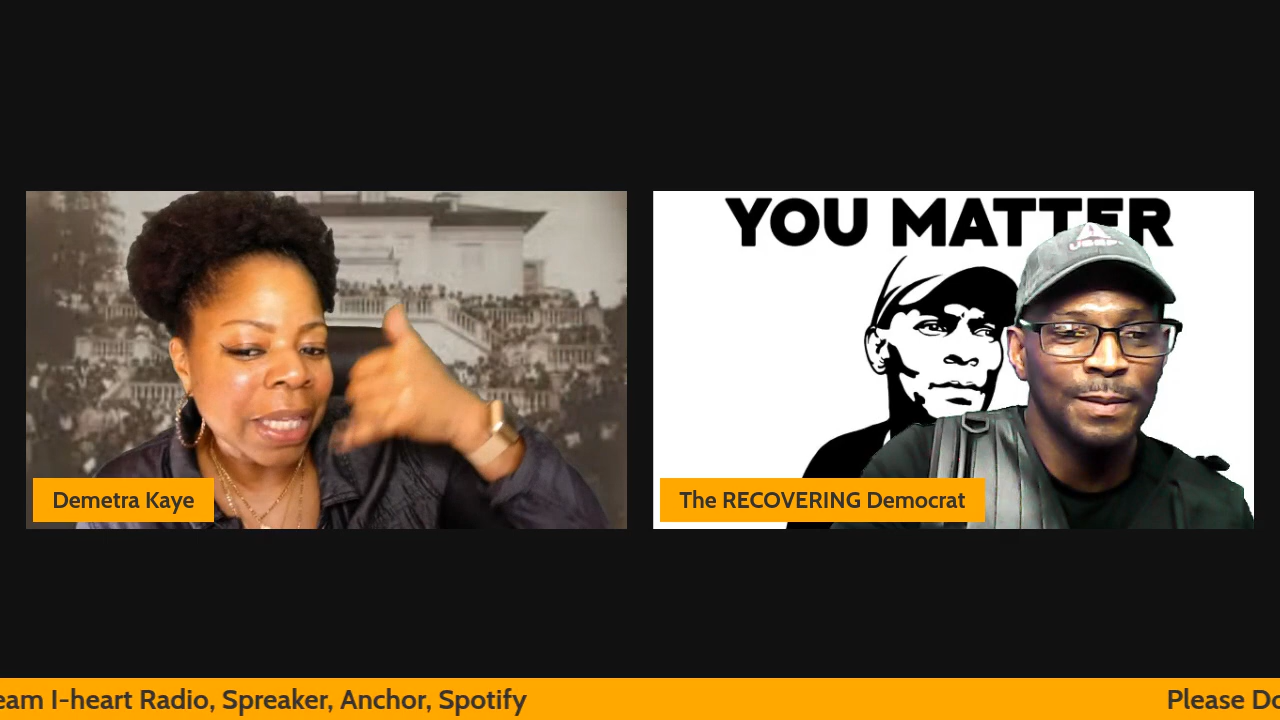 YOU MATTER
Demetra Kaye
The RECOVERING Democrat
eam I-heart Radio, Spreaker, Anchor, Spotify
Please Do